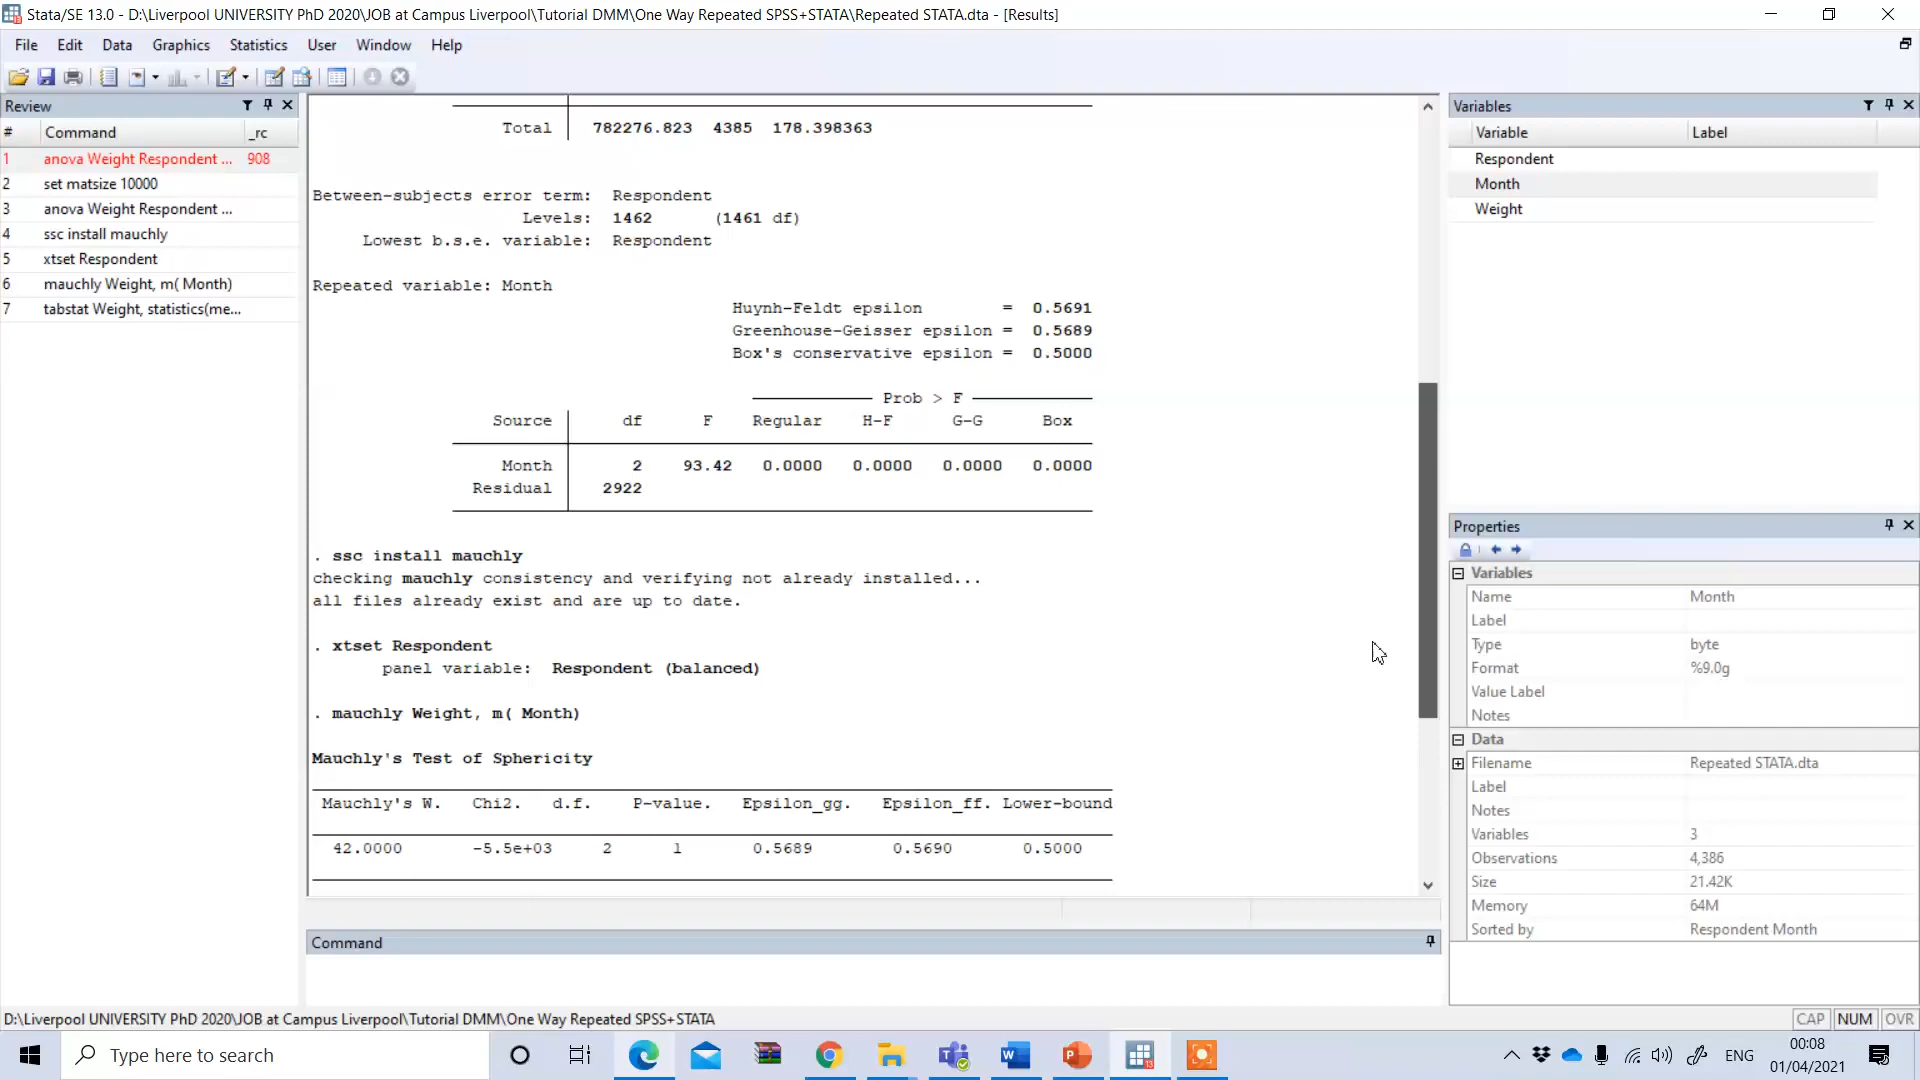 Stata/SE 13.0 - D:\Liverpool UNIVERSITY PhD 2020\JOB at Campus Liverpool\Tutorial DMM\One Way Repeated SPSS+STATA\Repeated STATA.dta - [Results]
File Edit Data Graphics Statistics User Window Help
Review
# Command _rc
1 anova Weight Respondent ... 908
2 set matsize 10000
3 anova Weight Respondent ...
4 ssc install mauchly
5 xtset Respondent
6 mauchly Weight, m( Month)
7 tabstat Weight, statistics(me...
Total 782276.823 4385 178.398363
Between-subjects error term: Respondent
Levels: 1462 (1461 df)
Lowest b.s.e. variable: Respondent
Repeated variable: Month
Huynh-Feldt epsilon = 0.5691
Greenhouse-Geisser epsilon = 0.5689
Box's conservative epsilon = 0.5000
Prob > F
Source df F Regular H-F G-G Box
Month 2 93.42 0.0000 0.0000 0.0000 0.0000
Residual 2922
. ssc install mauchly
checking mauchly consistency and verifying not already installed...
all files already exist and are up to date.
. xtset Respondent
panel variable: Respondent (balanced)
. mauchly Weight, m( Month)
Mauchly's Test of Sphericity
Mauchly's W. Chi2. d.f. P-value. Epsilon_gg. Epsilon_ff. Lower-bound
42.0000 -5.5e+03 2 1 0.5689 0.5690 0.5000
Command
Variables
Variable Label
Respondent
Month
Weight
Properties
Variables
Name Month
Label
Type byte
Format %9.0g
Value Label
Notes
Data
Filename Repeated STATA.dta
Label
Notes
Variables 3
Observations 4,386
Size 21.42K
Memory 64M
Sorted by Respondent Month
D:\Liverpool UNIVERSITY PhD 2020\JOB at Campus Liverpool\Tutorial DMM\One Way Repeated SPSS+STATA
CAP NUM OVR
Type here to search
ENG
00:08
01/04/2021